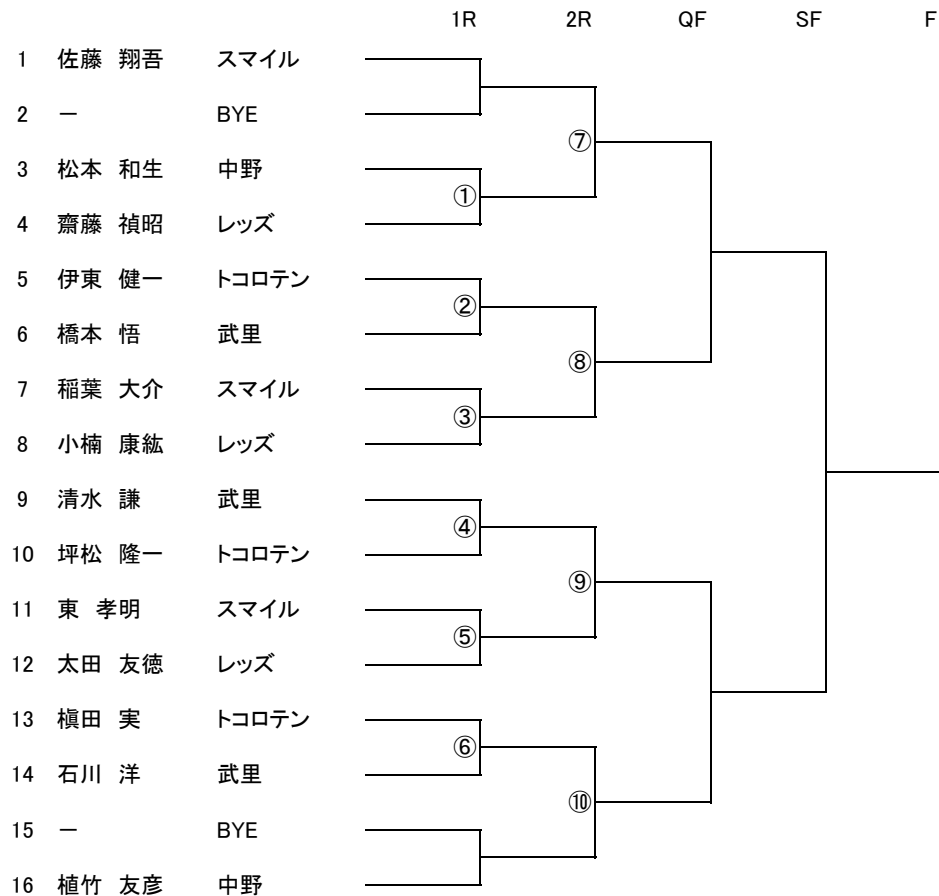 1R 2R QF SF F
1 佐藤 翔吾 スマイル
2 － BYE
⑦
3 松本 和生 中野
①
4 齋藤 禎昭 レッズ
5 伊東 健一 トコロテン
②
6 橋本 悟 武里
⑧
7 稲葉 大介 スマイル
③
8 小楠 康紘 レッズ
9 清水 謙 武里
④
10 坪松 隆一 トコロテン
⑨
11 東 孝明 スマイル
⑤
12 太田 友徳 レッズ
13 槇田 実 トコロテン
⑥
14 石川 洋 武里
⑩
15 － BYE
16 植竹 友彦 中野